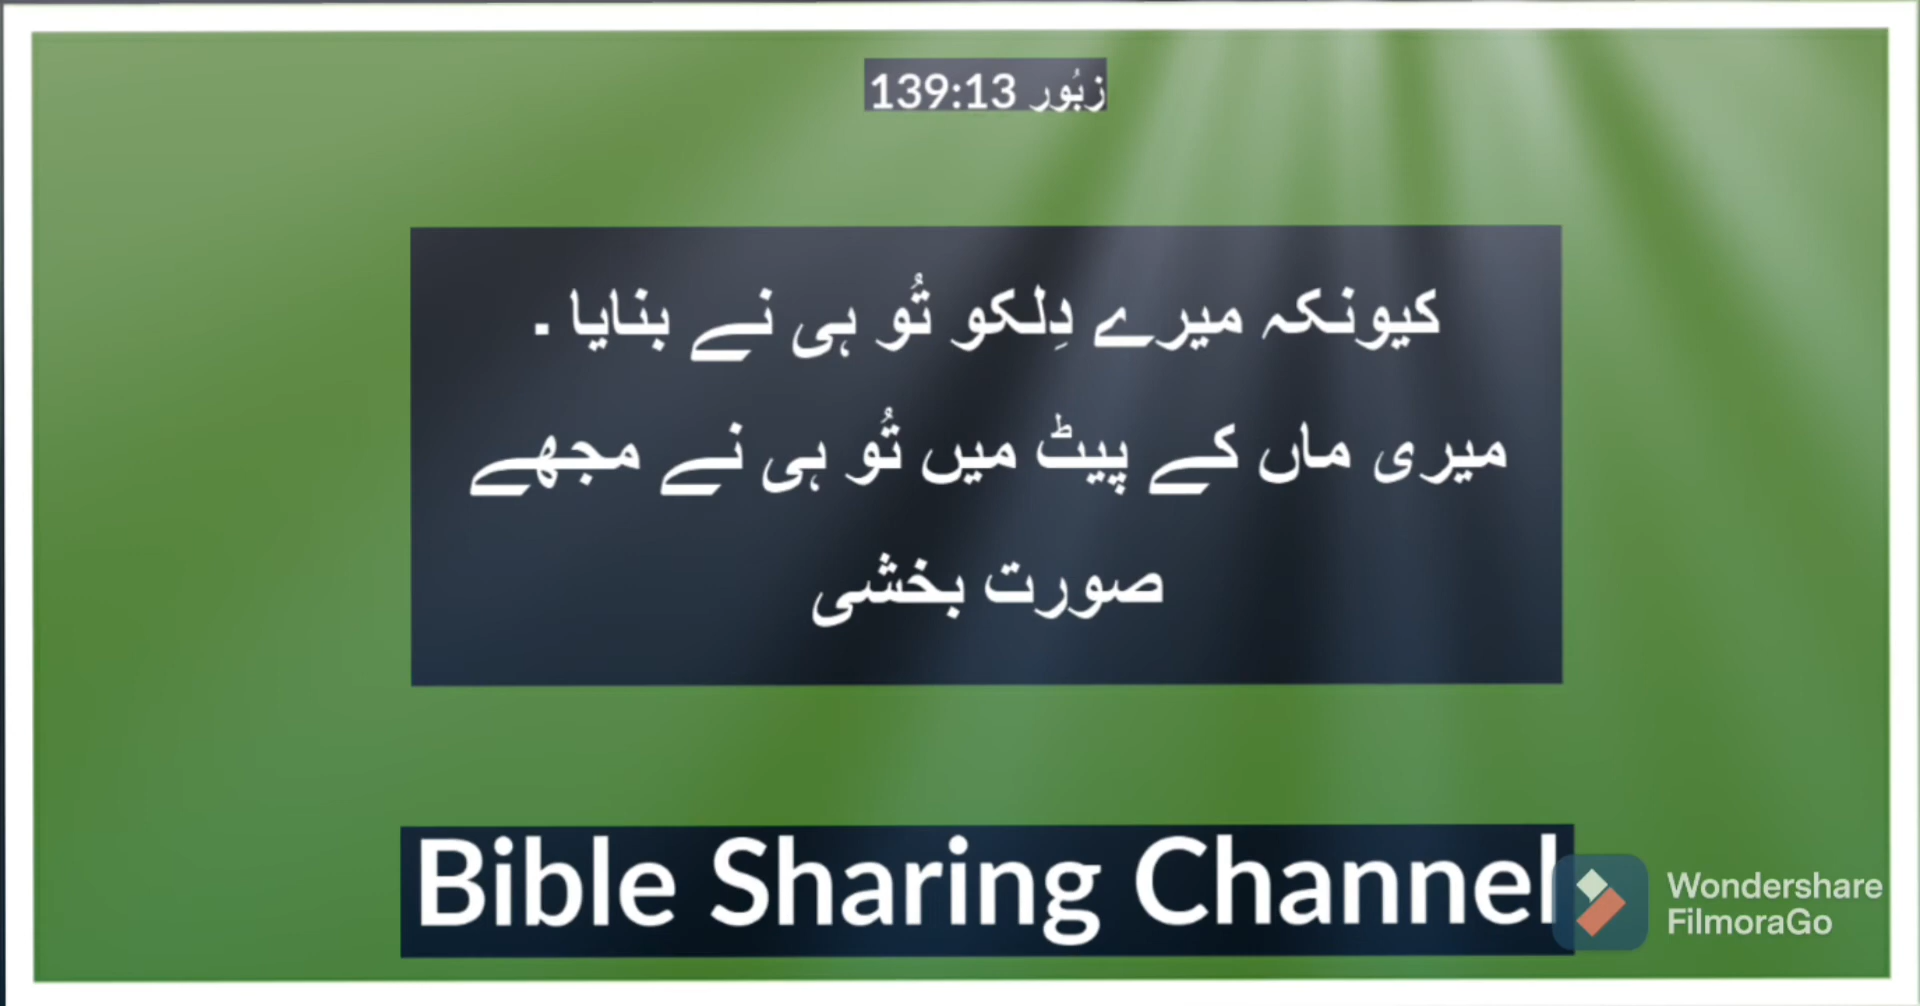 زبُور 139:13
کیونکہ میرے دِلکو تُو ہی نے بنایا ۔
میری ماں کے پیٹ میں تُو ہی نے مجھے
صورت بخشی
Bible Sharing Channel
Wondershare
FilmoraGo